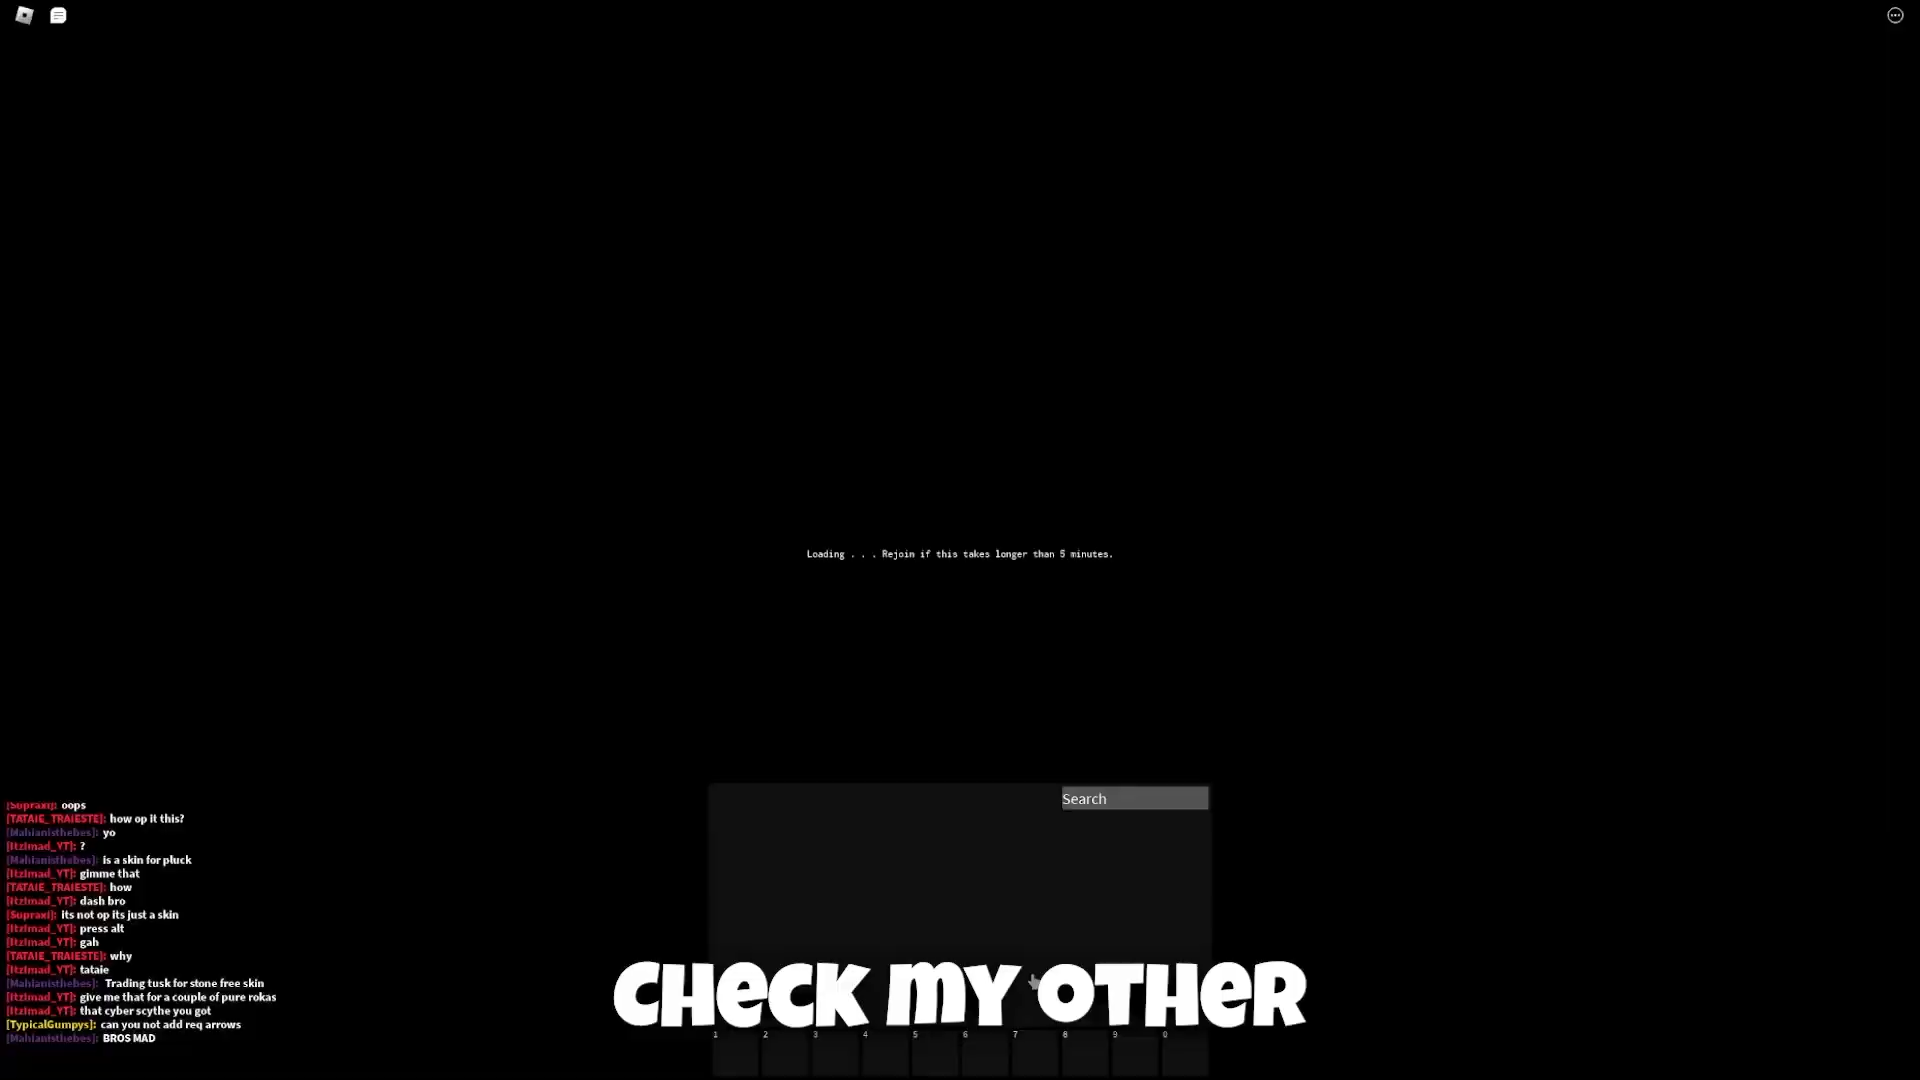 Loading . . . Rejoin if this takes longer than 5 minutes.
Search
[Supraxi]: oops
[TATAIE_TRAIESTE]: how op it this?
[Mahianisthebes]: yo
[ItzImad_YT]: ?
[Mahianisthebes]: is a skin for pluck
[ItzImad_YT]: gimme that
[TATAIE_TRAIESTE]: how
[ItzImad_YT]: dash bro
[Supraxi]: its not op its just a skin
[ItzImad_YT]: press alt
[ItzImad_YT]: gah
[TATAIE_TRAIESTE]: why
[ItzImad_YT]: tataie
[Mahianisthebes]: Trading tusk for stone free skin
[ItzImad_YT]: give me that for a couple of pure rokas
[ItzImad_YT]: that cyber scythe you got
[TypicalGumpys]: can you not add req arrows
[Mahianisthebes]: BROS MAD
CHeCK MY OTHeR
1 2 3 4 5 6 7 8 9 0